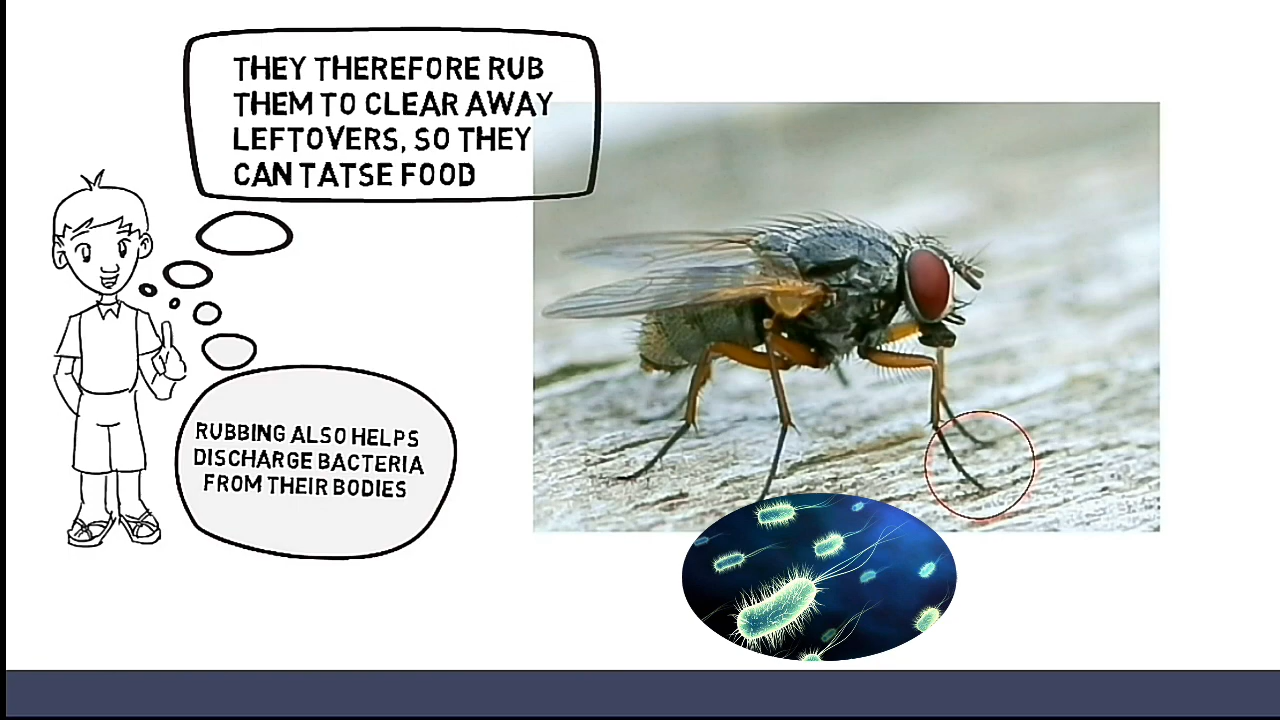 THEY THEREFORE RUB
THEM TO CLEAR AWAY
LEFTOVERS, SO THEY
CAN TATSE FOOD
RUBBING ALSO HELPS
DISCHARGE BACTERIA
FROM THEIR BODIES